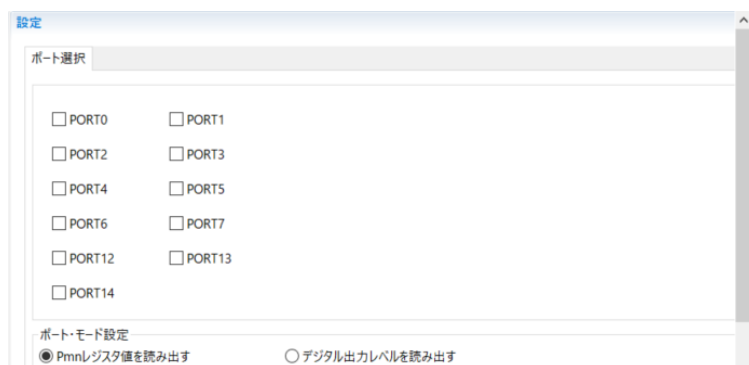 設定
ポート選択
PORT0 PORT1
PORT2 PORT3
PORT4 PORT5
PORT6 PORT7
PORT12 PORT13
PORT14
ポート・モード設定
Pmnレジスタ値を読み出す デジタル出力レベルを読み出す